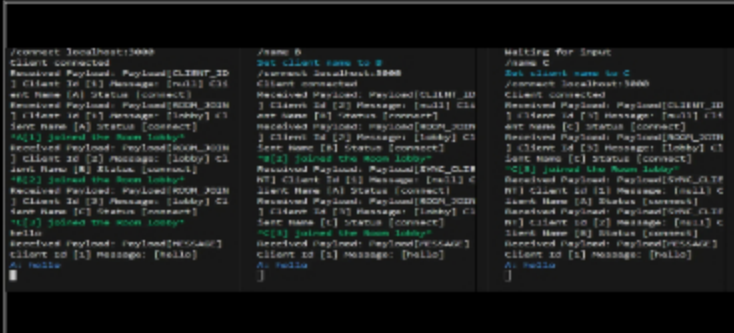 /connect localhost:3000
Client connected
Received Payload: Payload[CLIENT_ID
] Client Id [1] Message: [null] Cli
ent Name [A] Status [connect]
Received Payload: Payload[ROOM_JOIN
] Client Id [1] Message: [lobby] Cl
ient Name [A] Status [connect]
*A[1] joined the Room lobby*
Received Payload: Payload[ROOM_JOIN
] Client Id [2] Message: [lobby] Cl
ient Name [B] Status [connect]
*B[2] joined the Room lobby*
Received Payload: Payload[ROOM_JOIN
] Client Id [3] Message: [lobby] Cl
ient Name [C] Status [connect]
*C[3] joined the Room lobby*
hello
Received Payload: Payload[MESSAGE]
Client Id [1] Message: [hello]
A: hello
/name B
Set client name to B
/connect localhost:3000
Client connected
Received Payload: Payload[CLIENT_ID
] Client Id [2] Message: [null] Cli
ent Name [B] Status [connect]
Received Payload: Payload[ROOM_JOIN
] Client Id [2] Message: [lobby] Cl
ient Name [B] Status [connect]
*B[2] joined the Room lobby*
Received Payload: Payload[SYNC_CLIE
NT] Client Id [1] Message: [null] C
lient Name [A] Status [connect]
Received Payload: Payload[ROOM_JOIN
] Client Id [3] Message: [lobby] Cl
ient Name [C] Status [connect]
*C[3] joined the Room lobby*
Received Payload: Payload[MESSAGE]
Client Id [1] Message: [hello]
A: hello
Waiting for input
/name C
Set client name to C
/connect localhost:3000
Client connected
Received Payload: Payload[CLIENT_ID
] Client Id [3] Message: [null] Cli
ent Name [C] Status [connect]
Received Payload: Payload[ROOM_JOIN
] Client Id [3] Message: [lobby] Cl
ient Name [C] Status [connect]
*C[3] joined the Room lobby*
Received Payload: Payload[SYNC_CLIE
NT] Client Id [1] Message: [null] C
lient Name [A] Status [connect]
Received Payload: Payload[SYNC_CLIE
NT] Client Id [2] Message: [null] C
lient Name [B] Status [connect]
Received Payload: Payload[MESSAGE]
Client Id [1] Message: [hello]
A: hello